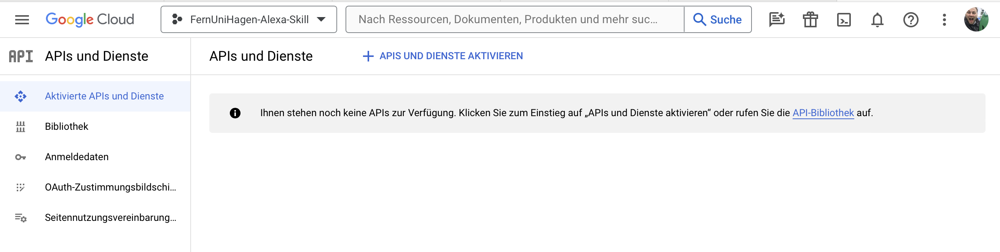 Google Cloud
FernUniHagen-Alexa-Skill
Nach Ressourcen, Dokumenten, Produkten und mehr suc...
Suche
API APIs und Dienste
APIs und Dienste
APIS UND DIENSTE AKTIVIEREN
Aktivierte APIs und Dienste
Bibliothek
Anmeldedaten
OAuth-Zustimmungsbildschi...
Seitennutzungsvereinbarung...
Ihnen stehen noch keine APIs zur Verfügung. Klicken Sie zum Einstieg auf „APIs und Dienste aktivieren“ oder rufen Sie die API-Bibliothek auf.